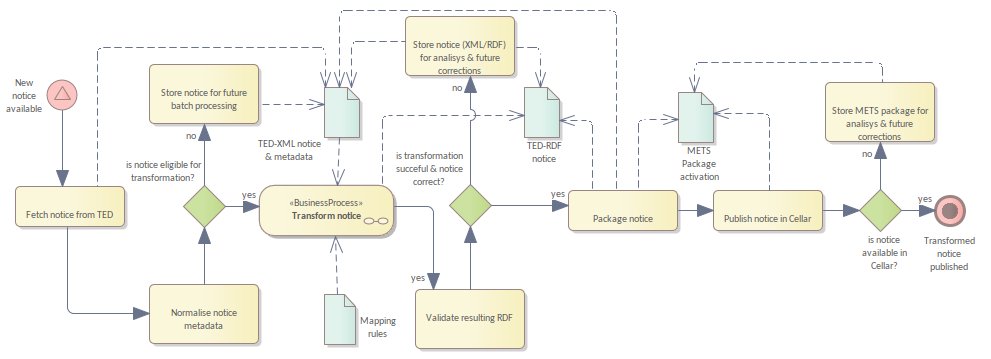 New
notice
available
Fetch notice from TED
Store notice for future
batch processing
no
is notice eligible for
transformation?
yes
Normalise notice
metadata
TED-XML notice
& metadata
«BusinessProcess»
Transform notice
Mapping
rules
Store notice (XML/RDF)
for analisys & future
corrections
no
is transformation
succeful & notice
correct?
yes
Validate resulting RDF
yes
TED-RDF
notice
Package notice
METS
Package
activation
Publish notice in Cellar
Store METS package for
analisys & future
corrections
no
is notice
available in
Cellar?
yes
Transformed
notice
published